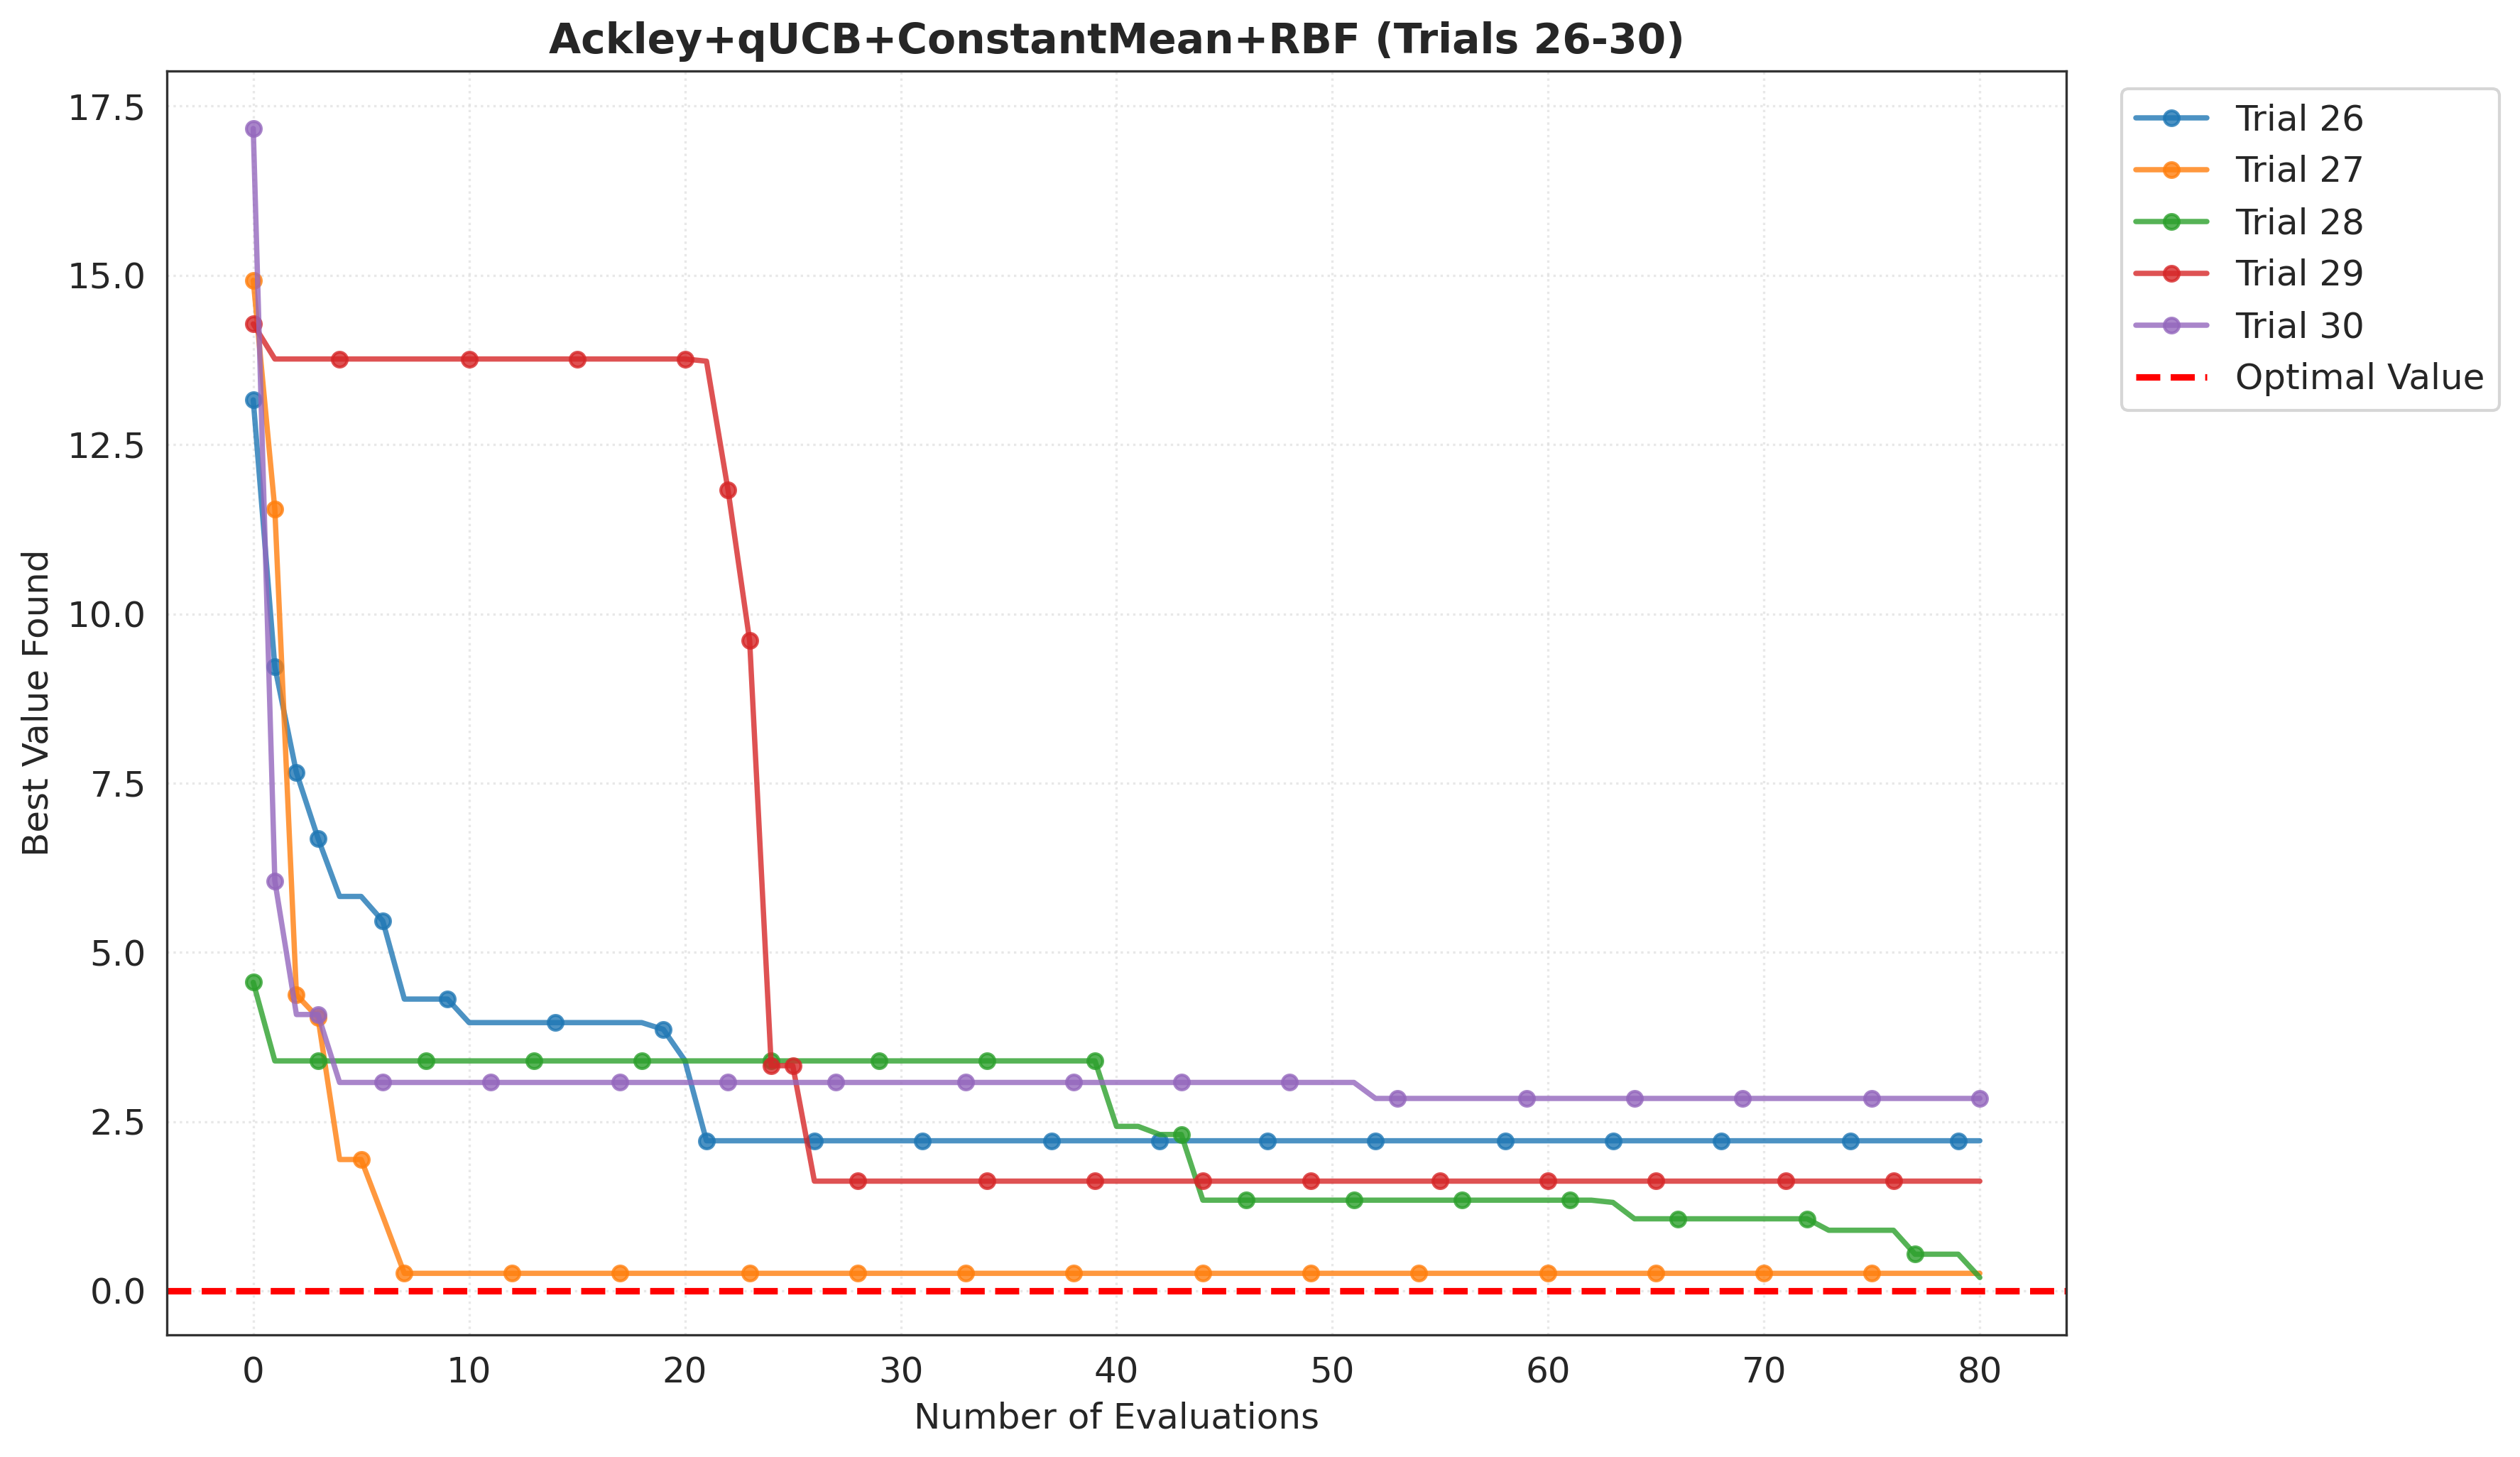 Ackley+qUCB+ConstantMean+RBF (Trials 26-30)
Best Value Found
17.5
15.0
12.5
10.0
7.5
5.0
2.5
0.0
0 10 20 30 40 50 60 70 80
Number of Evaluations
Trial 26
Trial 27
Trial 28
Trial 29
Trial 30
Optimal Value